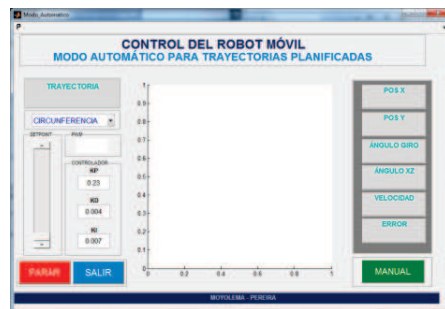 Modo_Automatico
P
CONTROL DEL ROBOT MÓVIL
MODO AUTOMÁTICO PARA TRAYECTORIAS PLANIFICADAS
TRAYECTORIA
CIRCUNFERENCIA
SETPOINT
PWM
CONTROLADOR
KP
0.23
KD
0.004
KI
0.007
PARAR
SALIR
1
0.9
0.8
0.7
0.6
0.5
0.4
0.3
0.2
0.1
0
0
0.2
0.4
0.6
0.8
1
POS X
POS Y
ÁNGULO GIRO
ÁNGULO XZ
VELOCIDAD
ERROR
MANUAL
MOYOLEMA - PEREIRA